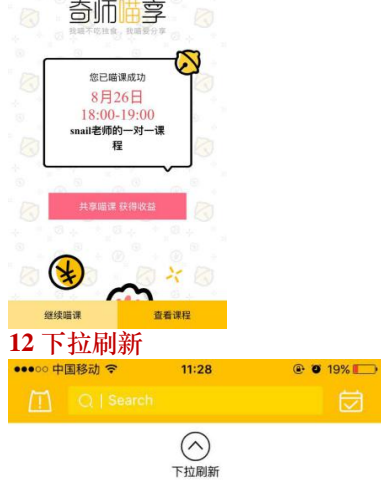 奇师喵享
我喵不吃独食，我喵爱分享
您已喵课成功
8月26日
18:00-19:00
snail老师的一对一课
程
共享喵课 获得收益
¥
继续喵课 查看课程
12 下拉刷新
中国移动 11:28 19%
Search
下拉刷新